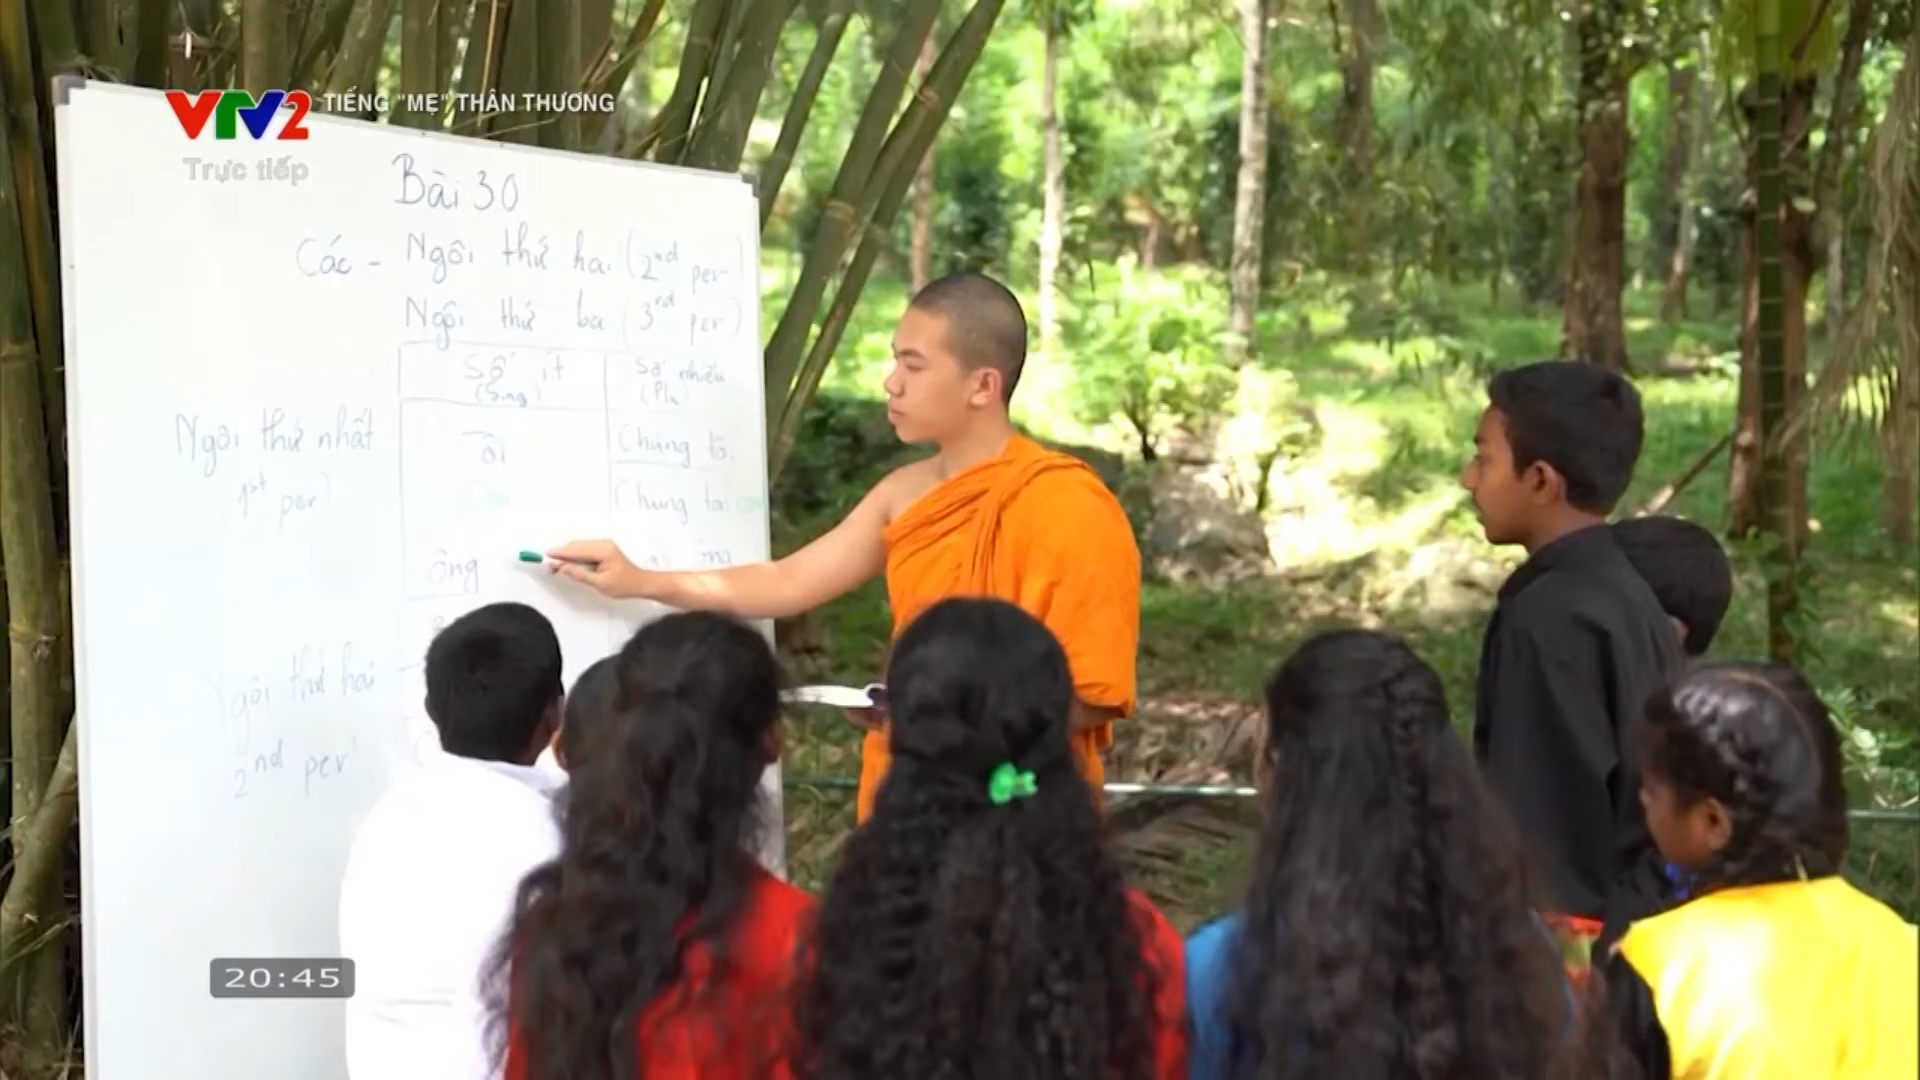 VTV2 TIẾNG "MẸ" THÂN THƯƠNG
Trực tiếp
Bài 30
Các - Ngôi thứ hai (2nd per)
Ngôi thứ ba (3rd per)
Số ít
(Sing)
Số nhiều
(Plu)
Ngôi thứ nhất
1st per)
Tôi
Chúng tô
Chúng ta
ông
Ngôi thứ hai
2nd per
20:45